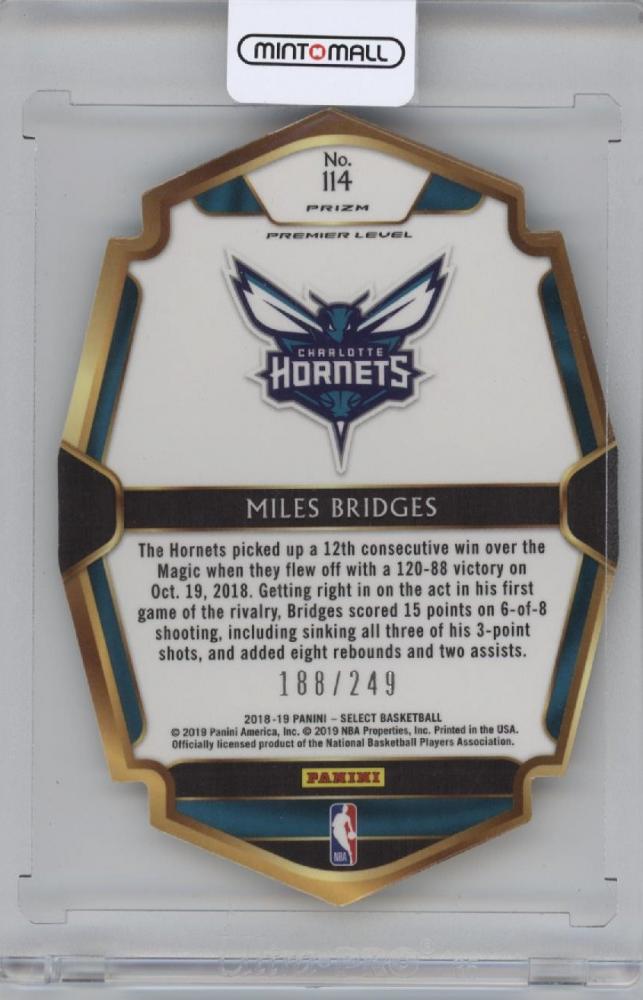 MINTMALL
No.
114
PRIZM
PREMIER LEVEL
CHARLOTTE
HORNETS
MILES BRIDGES
The Hornets picked up a 12th consecutive win over the
Magic when they flew off with a 120-88 victory on
Oct. 19, 2018. Getting right in on the act in his first
game of the rivalry, Bridges scored 15 points on 6-of-8
shooting, including sinking all three of his 3-point
shots, and added eight rebounds and two assists.
188/249
2018-19 PANINI – SELECT BASKETBALL
© 2019 Panini America, Inc. © 2019 NBA Properties, Inc. Printed in the USA.
Officially licensed product of the National Basketball Players Association.
PANINI
NBA